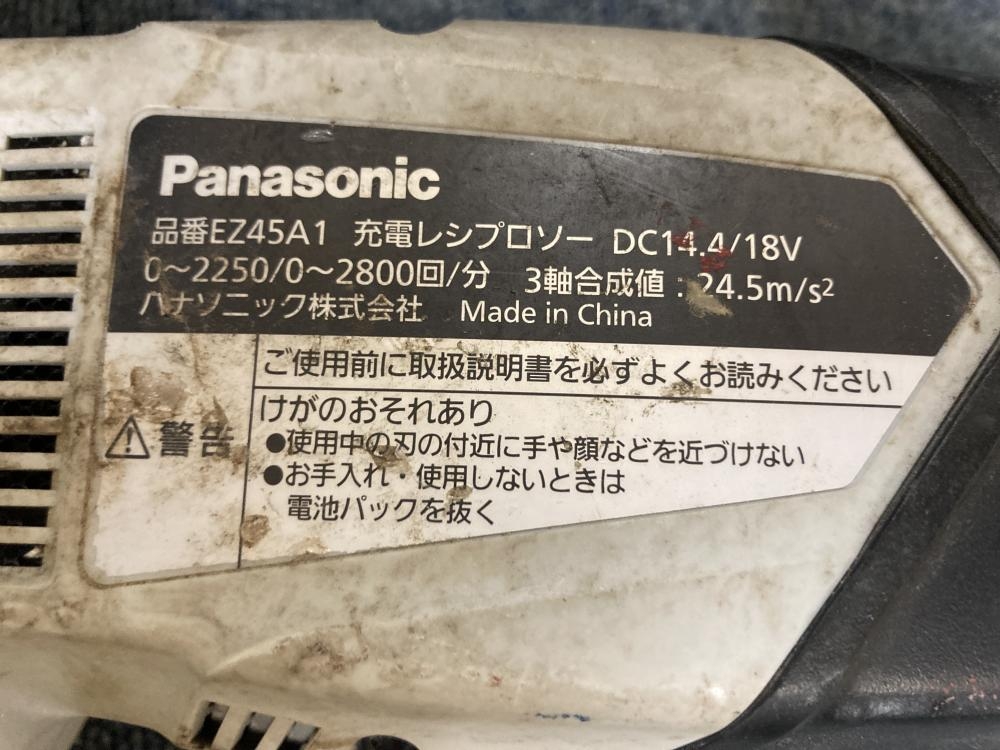 Panasonic
品番EZ45A1 充電レシプロソー DC14.4/18V
0～2250/0～2800回/分 3軸合成値：24.5m/s²
パナソニック株式会社 Made in China
ご使用前に取扱説明書を必ずよくお読みください
警告
けがのおそれあり
●使用中の刃の付近に手や顔などを近づけない
●お手入れ・使用しないときは
電池パックを抜く